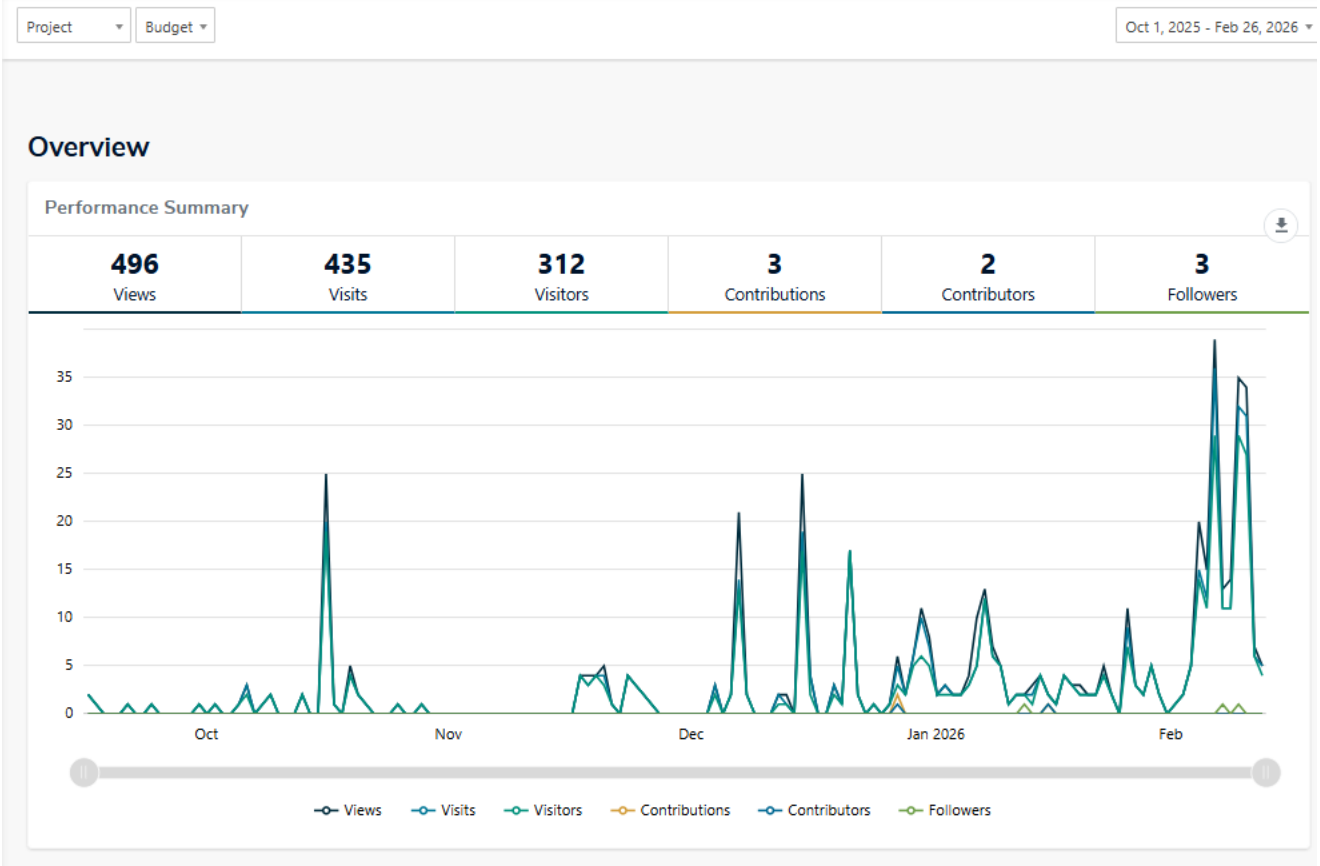 Project Budget Oct 1, 2025 - Feb 26, 2026
Overview
Performance Summary
496 435 312 3 2 3
Views Visits Visitors Contributions Contributors Followers
35
30
25
20
15
10
5
0
Oct Nov Dec Jan 2026 Feb
Views Visits Visitors Contributions Contributors Followers